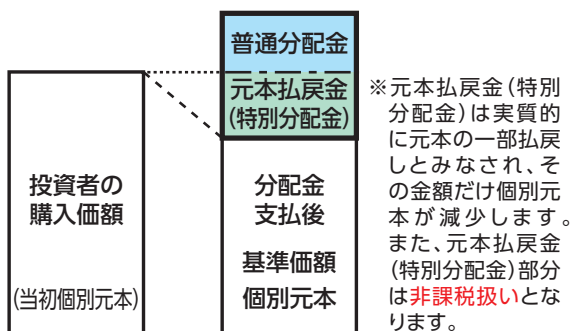 普通分配金
元本払戻金
(特別分配金)
投資者の
購入価額
(当初個別元本)
分配金
支払後
基準価額
個別元本
※元本払戻金(特別
分配金)は実質的
に元本の一部払戻
しとみなされ、そ
の金額だけ個別元
本が減少します。
また、元本払戻金
(特別分配金)部分
は非課税扱いとな
ります。